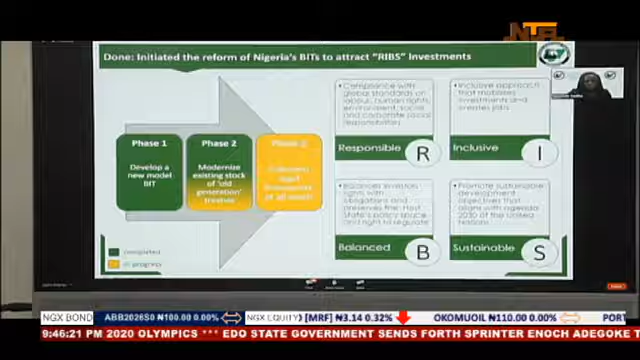 NTA
Done: Initiated the reform of Nigeria's BITs to attract "RIBS" Investments
Phase 1
Develop a new model BIT
Phase 2
Modernize existing stock of 'old generation' treaties
• Compliance with global standards on labour, human rights, environment, social and corporate social responsibilities
Responsible
R
• Inclusive approach that mobilises investments and creates jobs
Inclusive
I
• Balances investors rights with obligations and preserves the Host State's policy space and right to regulate
Balanced
B
• Promote sustainable development objectives that aligns with agenda 2030 of the United Nations
Sustainable
S
completed
in progress
NGX BOND ABB2026S0 ₦100.00 0.00% NGX EQUITY) [MRF] ₦3.14 0.32% OKOMUOIL ₦110.00 0.00% PORT
9:46:21 PM 2020 OLYMPICS *** EDO STATE GOVERNMENT SENDS FORTH SPRINTER ENOCH ADEGOKE T